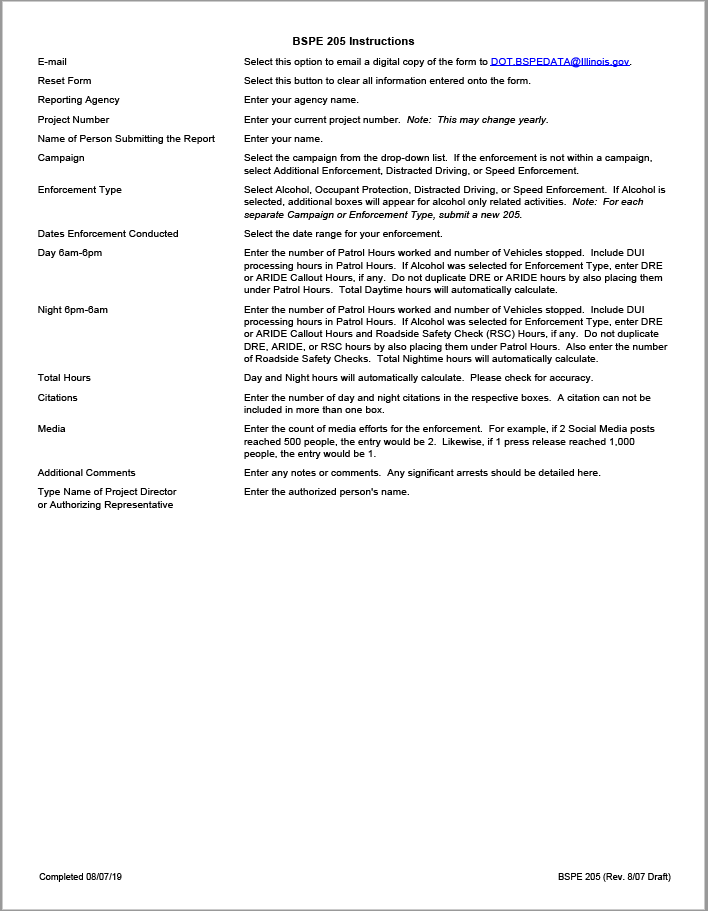 BSPE 205 Instructions
E-mail Select this option to email a digital copy of the form to DOT.BSPEDATA@Illinois.gov.
Reset Form Select this button to clear all information entered onto the form.
Reporting Agency Enter your agency name.
Project Number Enter your current project number. Note: This may change yearly.
Name of Person Submitting the Report Enter your name.
Campaign Select the campaign from the drop-down list. If the enforcement is not within a campaign,
select Additional Enforcement, Distracted Driving, or Speed Enforcement.
Enforcement Type Select Alcohol, Occupant Protection, Distracted Driving, or Speed Enforcement. If Alcohol is
selected, additional boxes will appear for alcohol only related activities. Note: For each
separate Campaign or Enforcement Type, submit a new 205.
Dates Enforcement Conducted Select the date range for your enforcement.
Day 6am-6pm Enter the number of Patrol Hours worked and number of Vehicles stopped. Include DUI
processing hours in Patrol Hours. If Alcohol was selected for Enforcement Type, enter DRE
or ARIDE Callout Hours, if any. Do not duplicate DRE or ARIDE hours by also placing them
under Patrol Hours. Total Daytime hours will automatically calculate.
Night 6pm-6am Enter the number of Patrol Hours worked and number of Vehicles stopped. Include DUI
processing hours in Patrol Hours. If Alcohol was selected for Enforcement Type, enter DRE
or ARIDE Callout Hours and Roadside Safety Check (RSC) Hours, if any. Do not duplicate
DRE, ARIDE, or RSC hours by also placing them under Patrol Hours. Also enter the number
of Roadside Safety Checks. Total Nightime hours will automatically calculate.
Total Hours Day and Night hours will automatically calculate. Please check for accuracy.
Citations Enter the number of day and night citations in the respective boxes. A citation can not be
included in more than one box.
Media Enter the count of media efforts for the enforcement. For example, if 2 Social Media posts
reached 500 people, the entry would be 2. Likewise, if 1 press release reached 1,000
people, the entry would be 1.
Additional Comments Enter any notes or comments. Any significant arrests should be detailed here.
Type Name of Project Director Enter the authorized person's name.
or Authorizing Representative
Completed 08/07/19 BSPE 205 (Rev. 8/07 Draft)